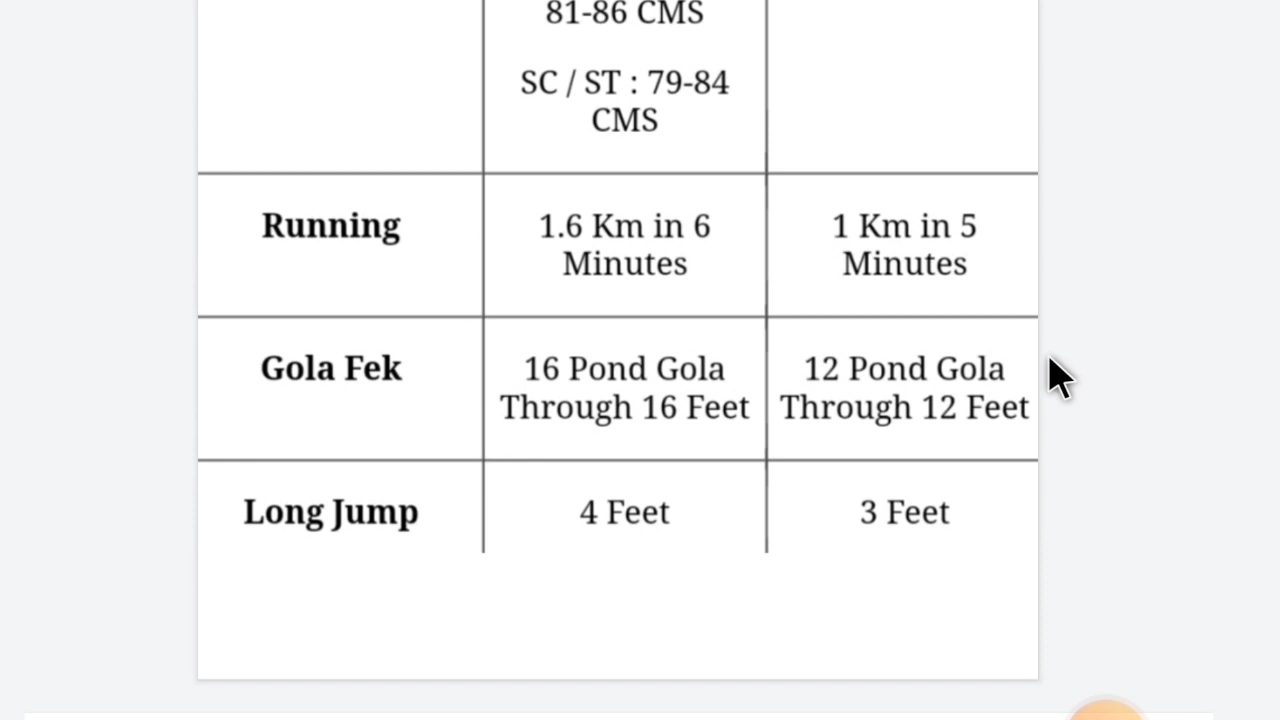 81-86 CMS
SC / ST : 79-84
CMS
Running
1.6 Km in 6
Minutes
1 Km in 5
Minutes
Gola Fek
16 Pond Gola
Through 16 Feet
12 Pond Gola
Through 12 Feet
Long Jump
4 Feet
3 Feet